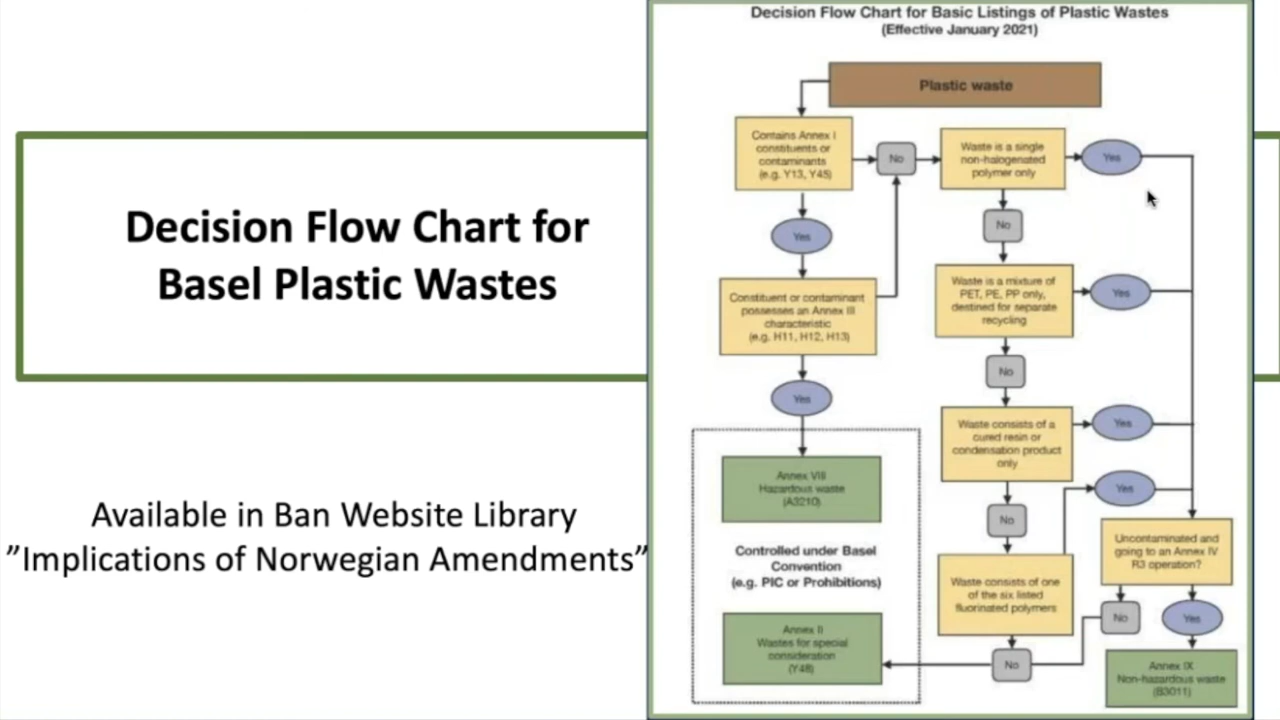 Decision Flow Chart for
Basel Plastic Wastes
Available in Ban Website Library
”Implications of Norwegian Amendments”
Decision Flow Chart for Basic Listings of Plastic Wastes
(Effective January 2021)
Plastic waste
Contains Annex I
constituents or
contaminants
(e.g. Y13, Y45)
No
Waste is a single
non-halogenated
polymer only
Yes
Yes
No
Constituent or contaminant
possesses an Annex III
characteristic
(e.g. H11, H12, H13)
Waste is a mixture of
PET, PE, PP only,
destined for separate
recycling
Yes
Yes
No
Waste consists of a
cured resin or
condensation product
only
Yes
Annex VIII
Hazardous waste
(A3210)
Yes
No
Uncontaminated and
going to an Annex IV
R3 operation?
Controlled under Basel
Convention
(e.g. PIC or Prohibitions)
Waste consists of one
of the six listed
fluorinated polymers
No
Yes
Annex II
Wastes for special
consideration
(Y48)
No
Annex IX
Non-hazardous waste
(B3011)